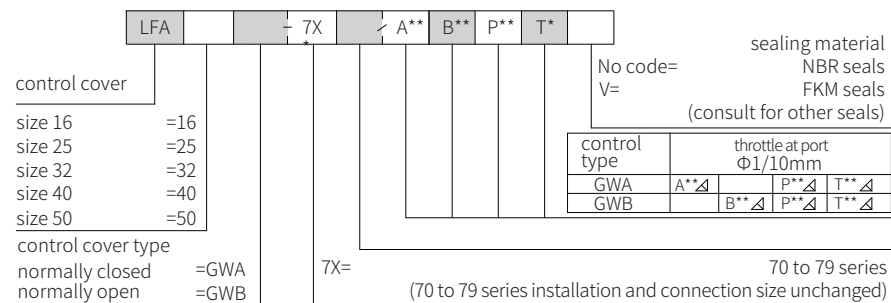 LFA - 7X / A** B** P** T*
*
sealing material
No code= NBR seals
V= FKM seals
(consult for other seals)
control cover
size 16 =16
size 25 =25
size 32 =32
size 40 =40
size 50 =50
control type throttle at port Φ1/10mm
GWA A** P** T**
GWB B** P** T**
control cover type
normally closed =GWA
normally open =GWB
7X= 70 to 79 series
(70 to 79 series installation and connection size unchanged)